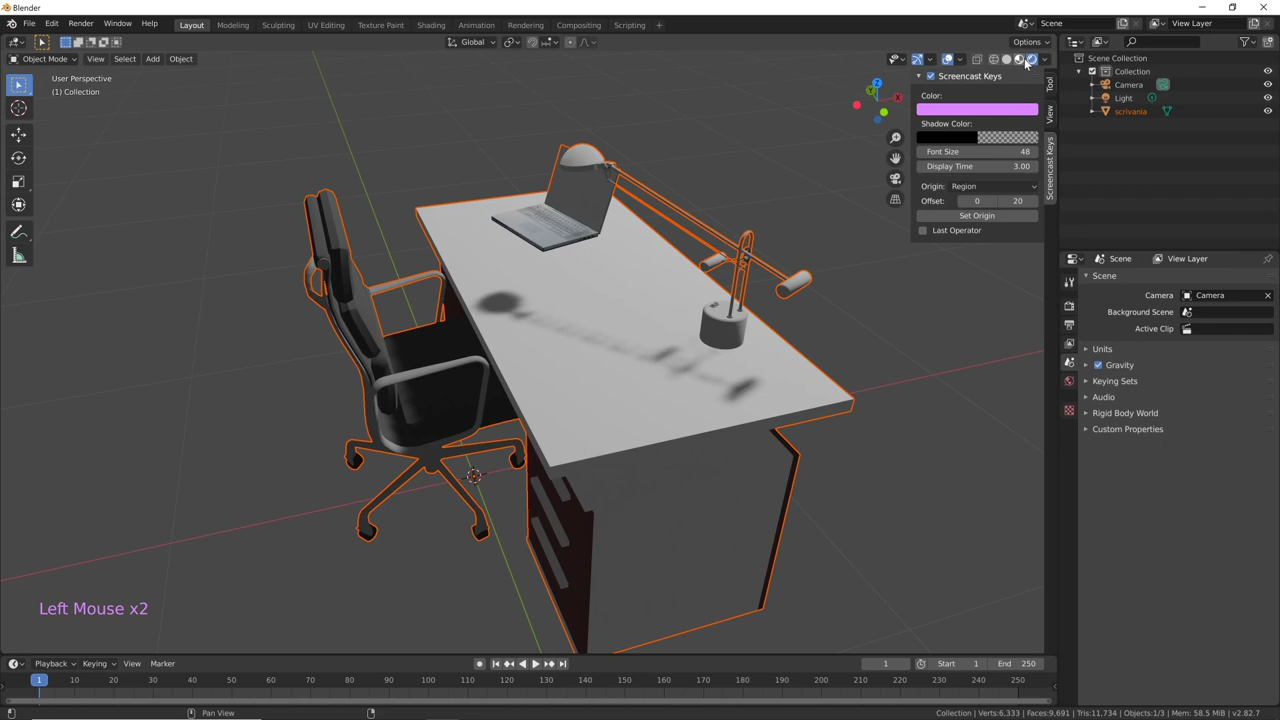 Blender
File Edit Render Window Help
Layout Modeling Sculpting UV Editing Texture Paint Shading Animation Rendering Compositing Scripting +
Scene
View Layer
Global
Options
Object Mode View Select Add Object
User Perspective
(1) Collection
X
Y
Z
Screencast Keys
Color:
Shadow Color:
Font Size 48
Display Time 3.00
Origin: Region
Offset: 0 20
Set Origin
Last Operator
Tool
View
Screencast Keys
Scene Collection
Collection
Camera
Light
scrivania
Scene View Layer
Scene
Camera Camera
Background Scene
Active Clip
Units
Gravity
Keying Sets
Audio
Rigid Body World
Custom Properties
Left Mouse x2
Playback Keying View Marker
1 Start 1 End 250
1 10 20 30 40 50 60 70 80 90 100 110 120 130 140 150 160 170 180 190 200 210 220 230 240 250
Pan View
Collection | Verts:6,333 | Faces:9,691 | Tris:11,734 | Objects:1/3 | Mem: 58.5 MiB | v2.82.7